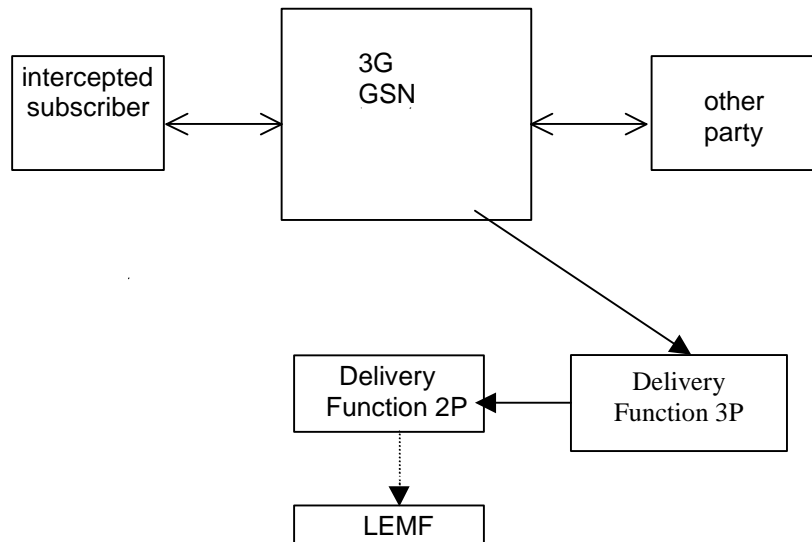 intercepted
subscriber
3G
GSN
other
party
Delivery
Function 2P
Delivery
Function 3P
LEMF